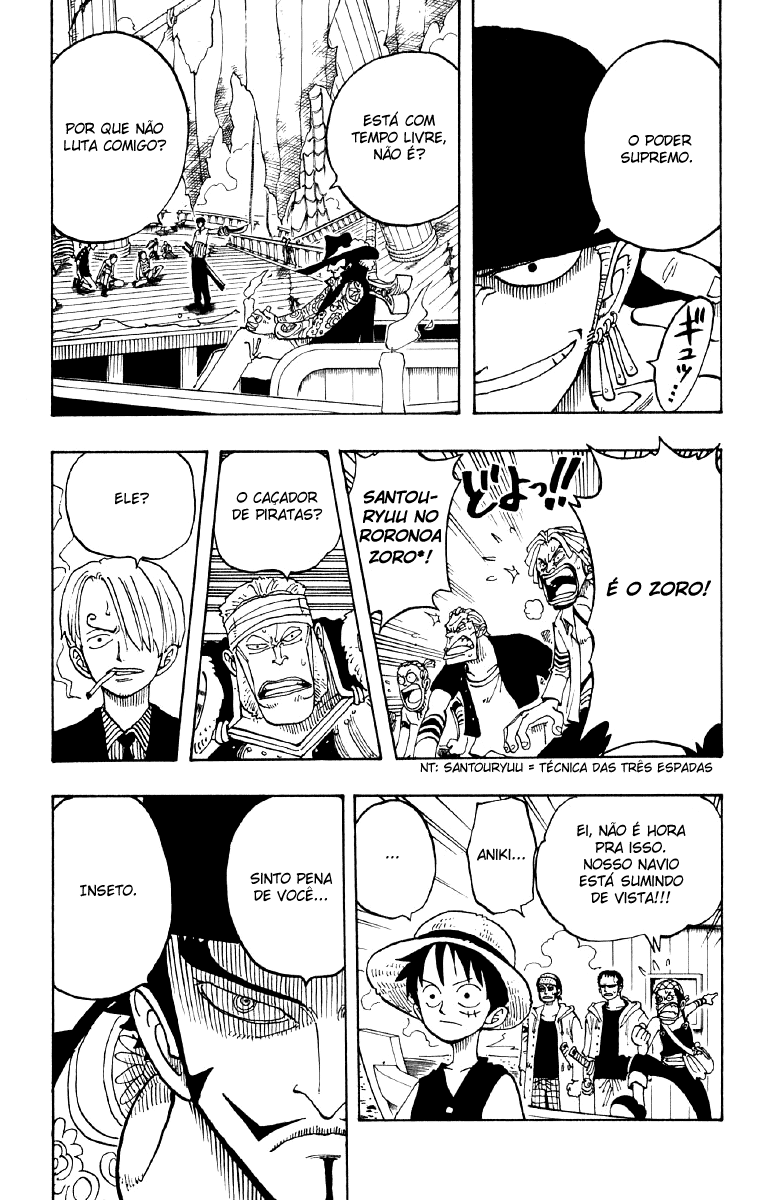 O PODER
SUPREMO.
ギュッ…
ESTÁ COM
TEMPO LIVRE,
NÃO É?
POR QUE NÃO
LUTA COMIGO?
É O ZORO!
どよっ!!
SANTOU-
RYUU NO
RORONOA
ZORO*!
O CAÇADOR
DE PIRATAS?
ELE?
NT: SANTOURYUU = TÉCNICA DAS TRÊS ESPADAS
EI, NÃO É HORA
PRA ISSO.
NOSSO NAVIO
ESTÁ SUMINDO
DE VISTA!!!
ANIKI...
...
SINTO PENA
DE VOCÊ...
INSETO.